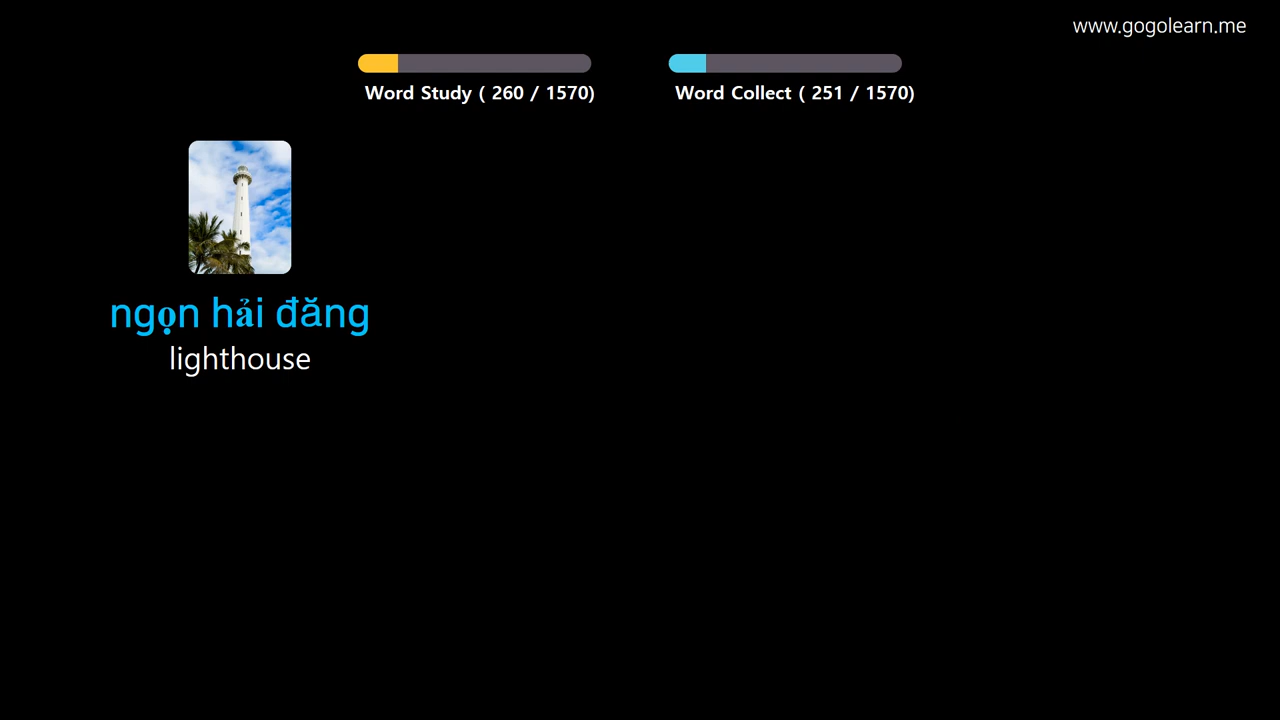 www.gogolearn.me
Word Study ( 260 / 1570)
Word Collect ( 251 / 1570)
ngọn hải đăng
lighthouse